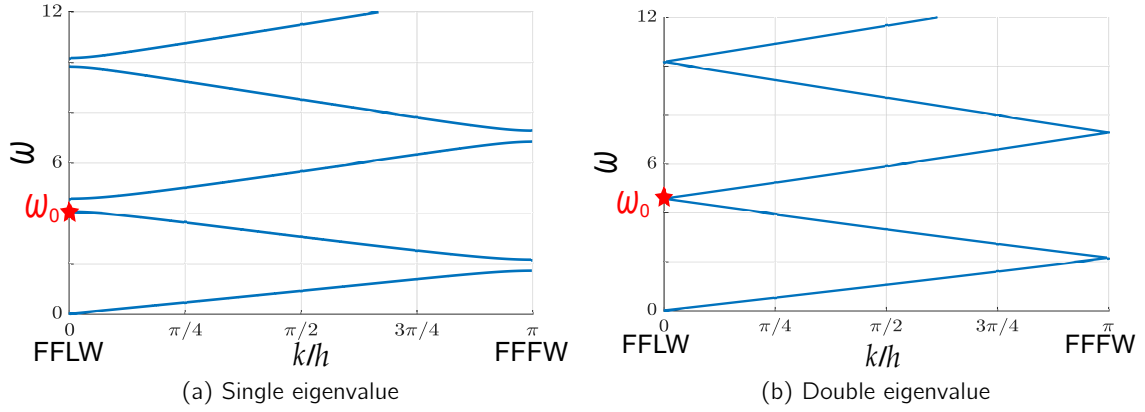 12
6
0
ω
ω₀
0
π/4
π/2
3π/4
π
FFLW
k/h
FFFW
(a) Single eigenvalue
12
6
0
ω
ω₀
0
π/4
π/2
3π/4
π
FFLW
k/h
FFFW
(b) Double eigenvalue